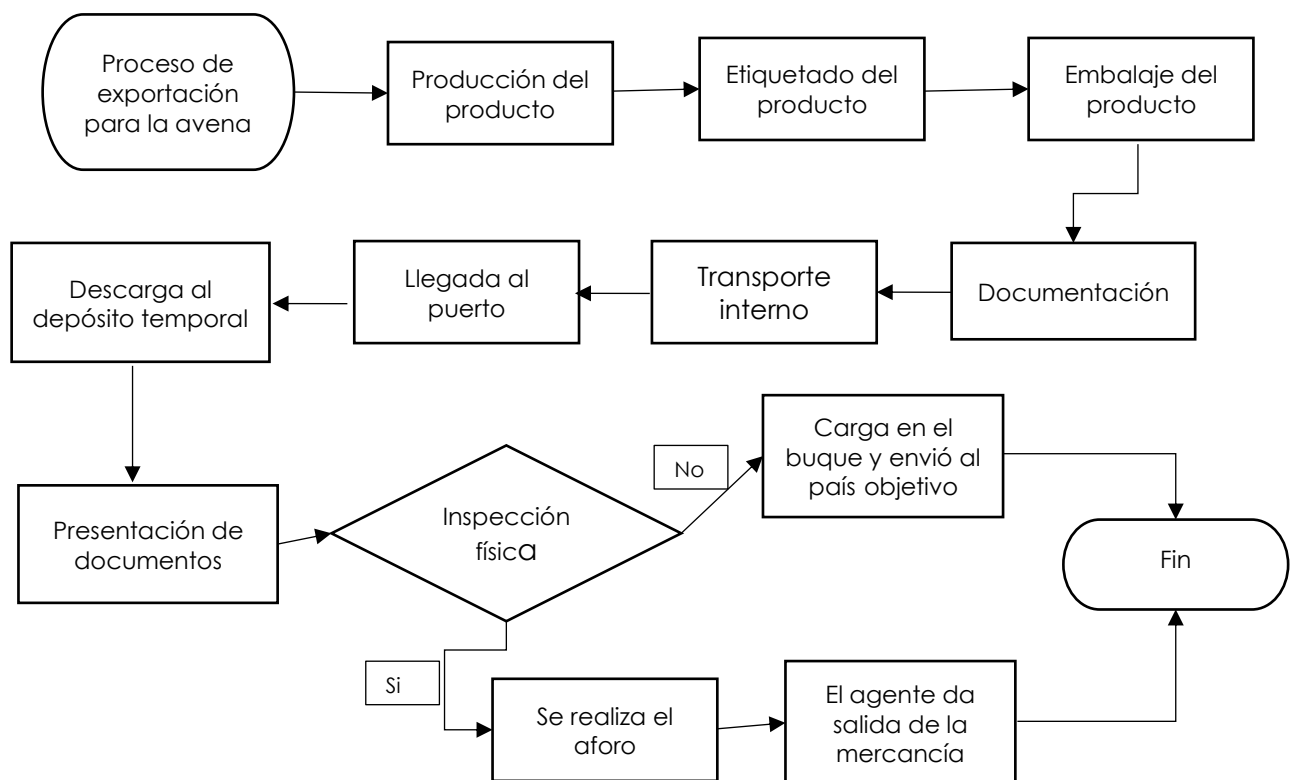 Proceso de
exportación
para la avena
Producción del
producto
Etiquetado del
producto
Embalaje del
producto
Documentación
Transporte
interno
Llegada al
puerto
Descarga al
depósito temporal
Presentación de
documentos
Inspección
física
No
Carga en el
buque y envió al
país objetivo
Fin
Si
Se realiza el
aforo
El agente da
salida de la
mercancía